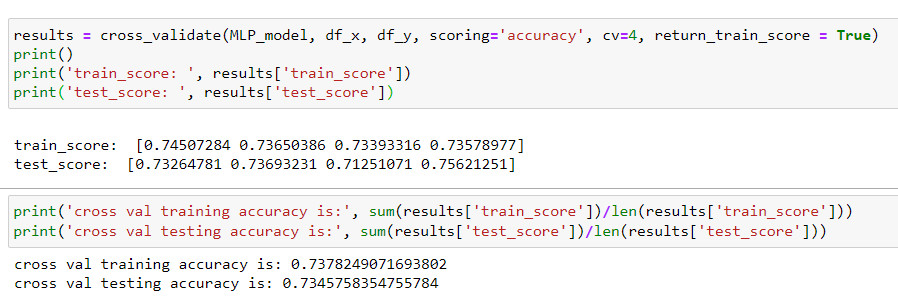 results = cross_validate(MLP_model, df_x, df_y, scoring='accuracy', cv=4, return_train_score = True)
print()
print('train_score: ', results['train_score'])
print('test_score: ', results['test_score'])
train_score:  [0.74507284 0.73650386 0.73393316 0.73578977]
test_score:  [0.73264781 0.73693231 0.71251071 0.75621251]
print('cross val training accuracy is:', sum(results['train_score'])/len(results['train_score']))
print('cross val testing accuracy is:', sum(results['test_score'])/len(results['test_score']))
cross val training accuracy is: 0.7378249071693802
cross val testing accuracy is: 0.7345758354755784